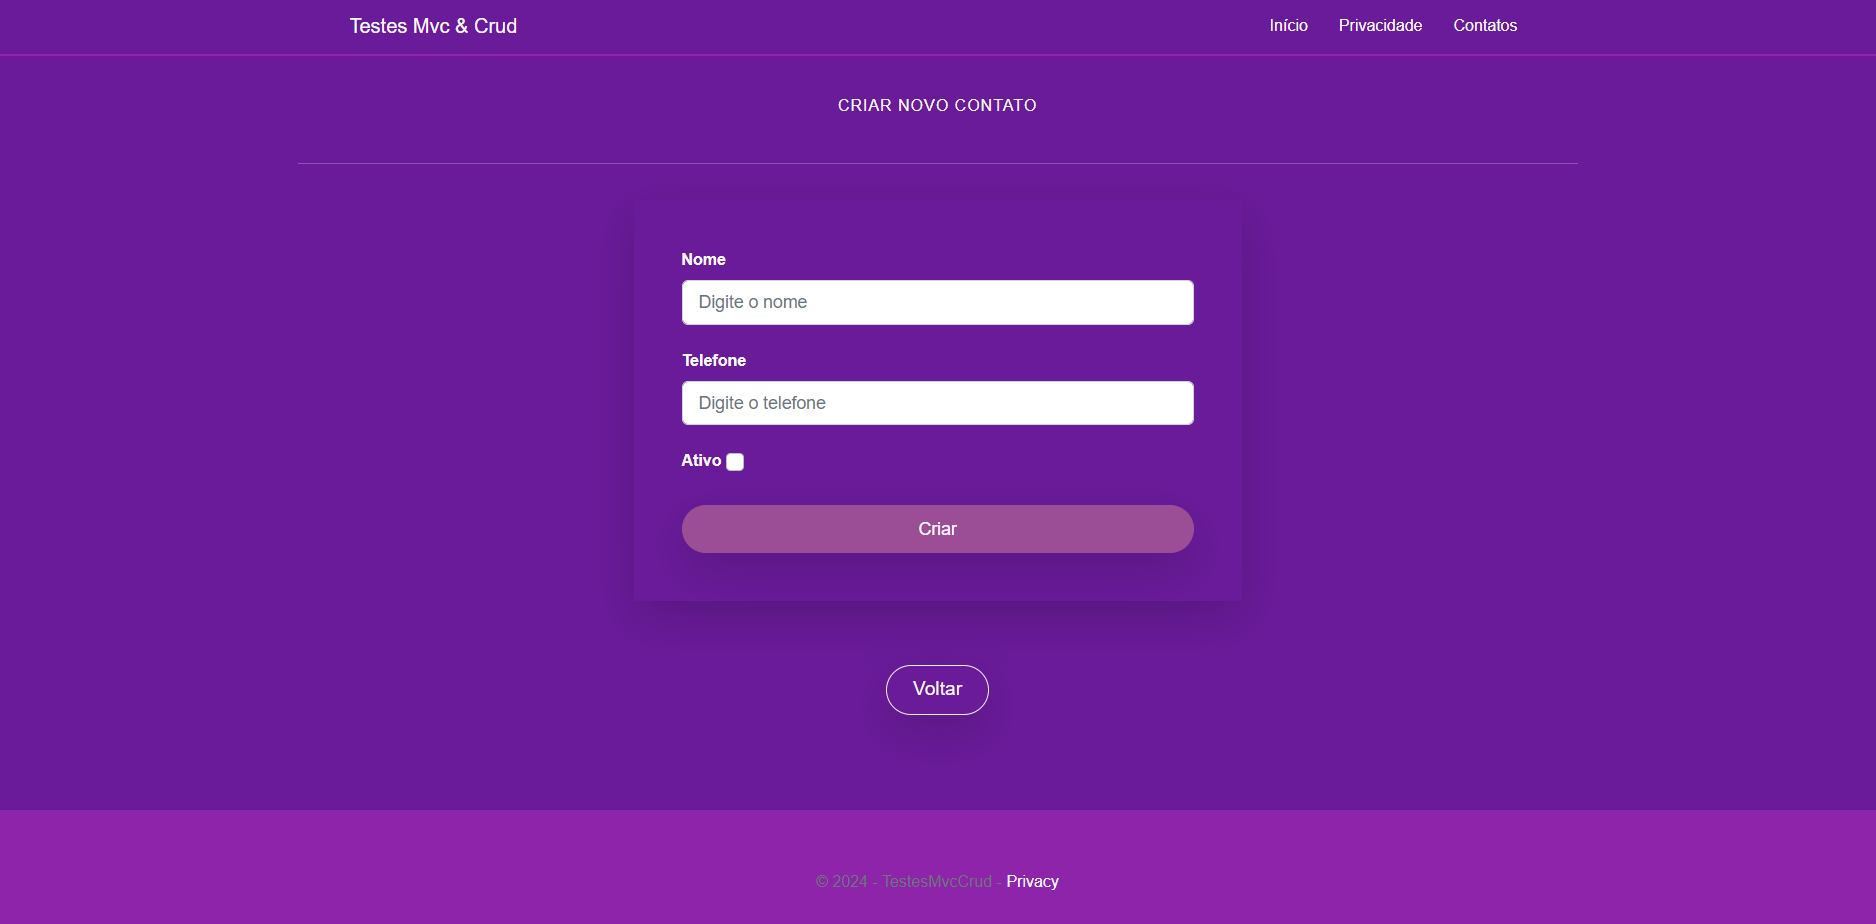 Testes Mvc & Crud Início Privacidade Contatos
CRIAR NOVO CONTATO
Nome
Digite o nome
Telefone
Digite o telefone
Ativo
Criar
Voltar
© 2024 - TestesMvcCrud - Privacy